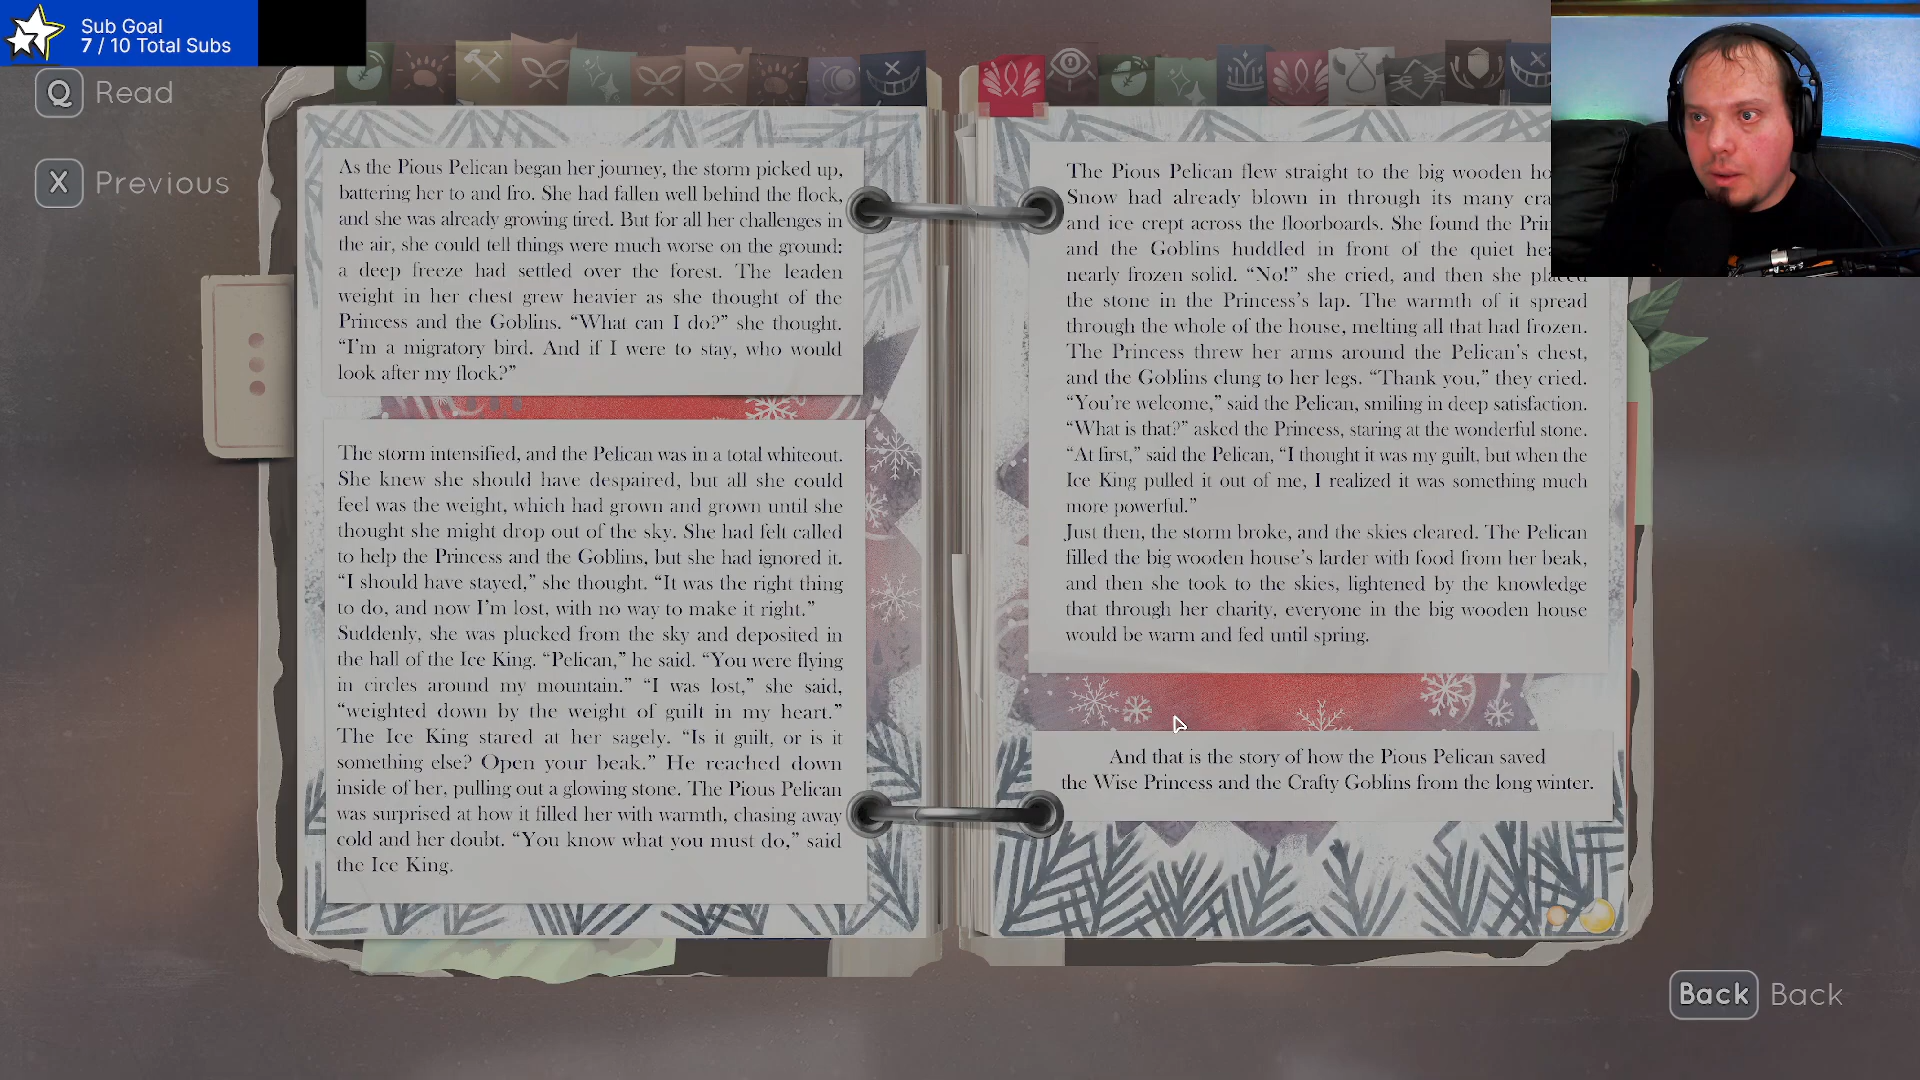 Sub Goal
7 / 10 Total Subs
Q Read
X Previous
As the Pious Pelican began her journey, the storm picked up,
battering her to and fro. She had fallen well behind the flock,
and she was already growing tired. But for all her challenges in
the air, she could tell things were much worse on the ground:
a deep freeze had settled over the forest. The leaden
weight in her chest grew heavier as she thought of the
Princess and the Goblins. “What can I do?” she thought.
“I’m a migratory bird. And if I were to stay, who would
look after my flock?”
The storm intensified, and the Pelican was in a total whiteout.
She knew she should have despaired, but all she could
feel was the weight, which had grown and grown until she
thought she might drop out of the sky. She had felt called
to help the Princess and the Goblins, but she had ignored it.
“I should have stayed,” she thought. “It was the right thing
to do, and now I’m lost, with no way to make it right.”
Suddenly, she was plucked from the sky and deposited in
the hall of the Ice King. “Pelican,” he said. “You were flying
in circles around my mountain.” “I was lost,” she said,
“weighted down by the weight of guilt in my heart.”
The Ice King stared at her sagely. “Is it guilt, or is it
something else? Open your beak.” He reached down
inside of her, pulling out a glowing stone. The Pious Pelican
was surprised at how it filled her with warmth, chasing away
cold and her doubt. “You know what you must do,” said
the Ice King.
The Pious Pelican flew straight to the big wooden
Snow had already blown in through its many
and ice crept across the floorboards. She found the
and the Goblins huddled in front of the quiet
nearly frozen solid. “No!” she cried, and then she placed
the stone in the Princess’s lap. The warmth of it spread
through the whole of the house, melting all that had frozen.
The Princess threw her arms around the Pelican’s chest,
and the Goblins clung to her legs. “Thank you,” they cried.
“You’re welcome,” said the Pelican, smiling in deep satisfaction.
“What is that?” asked the Princess, staring at the wonderful stone.
“At first,” said the Pelican, “I thought it was my guilt, but when the
Ice King pulled it out of me, I realized it was something much
more powerful.”
Just then, the storm broke, and the skies cleared. The Pelican
filled the big wooden house’s larder with food from her beak,
and then she took to the skies, lightened by the knowledge
that through her charity, everyone in the big wooden house
would be warm and fed until spring.
And that is the story of how the Pious Pelican saved
the Wise Princess and the Crafty Goblins from the long winter.
Back Back